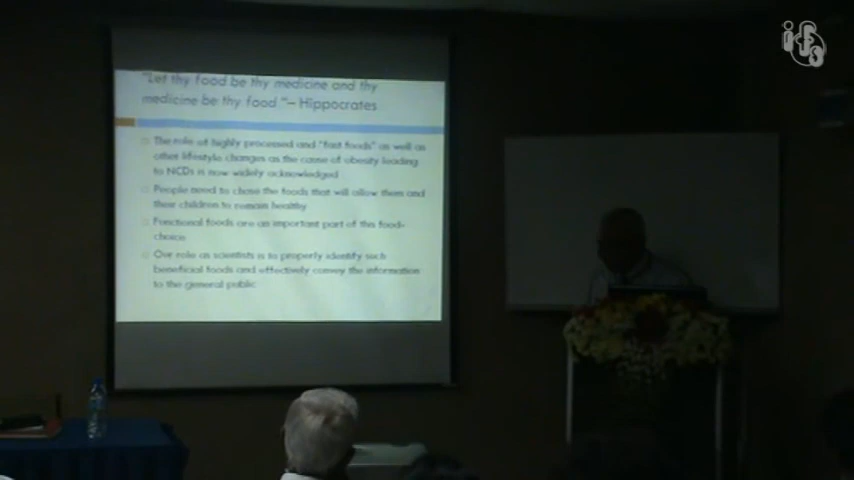 "Let thy food be thy medicine and thy
medicine be thy food."– Hippocrates
The role of highly processed and "fast foods" as well as
other lifestyle changes as the cause of obesity leading
to NCDs is now widely acknowledged
People need to chose the foods that will allow them and
their children to remain healthy
Functional foods are an important part of this food-
choice
Our role as scientists is to properly identify such
beneficial foods and effectively convey the information
to the general public
ifs